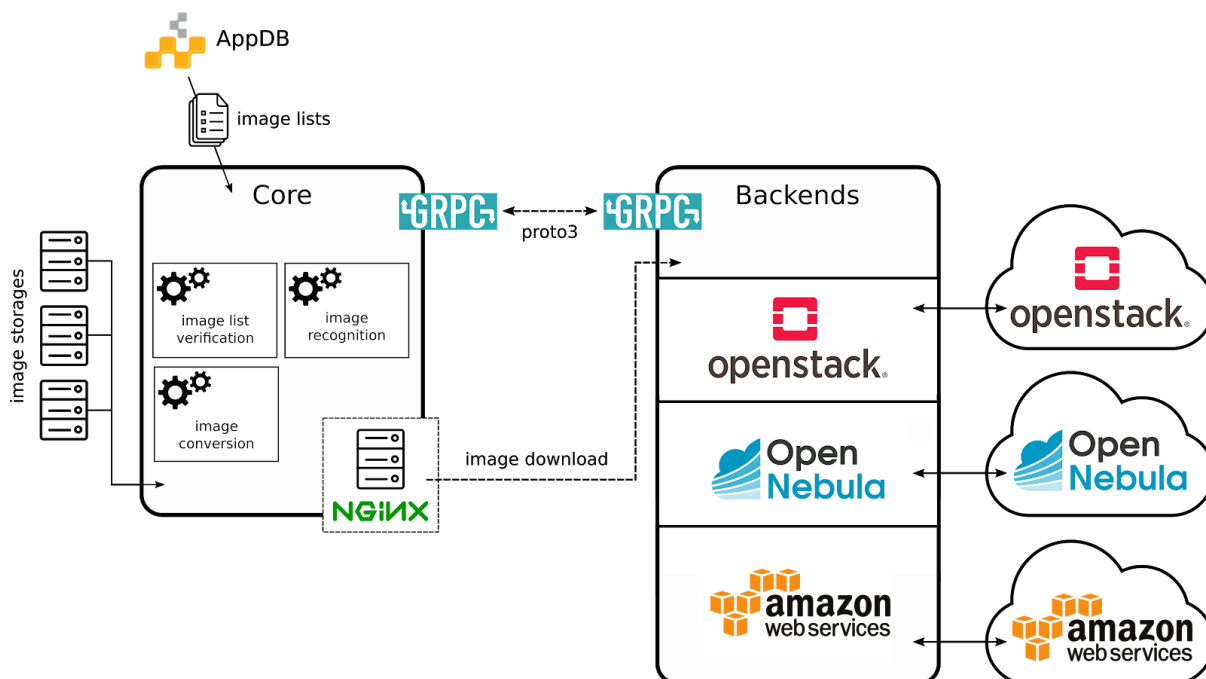 AppDB
image lists
Core
GRPC
proto3
GRPC
Backends
image storages
image list
verification
image
recognition
image
conversion
NGINX
image download
openstack.
Open
Nebula
amazon
web services
openstack.
Open
Nebula
amazon
web services